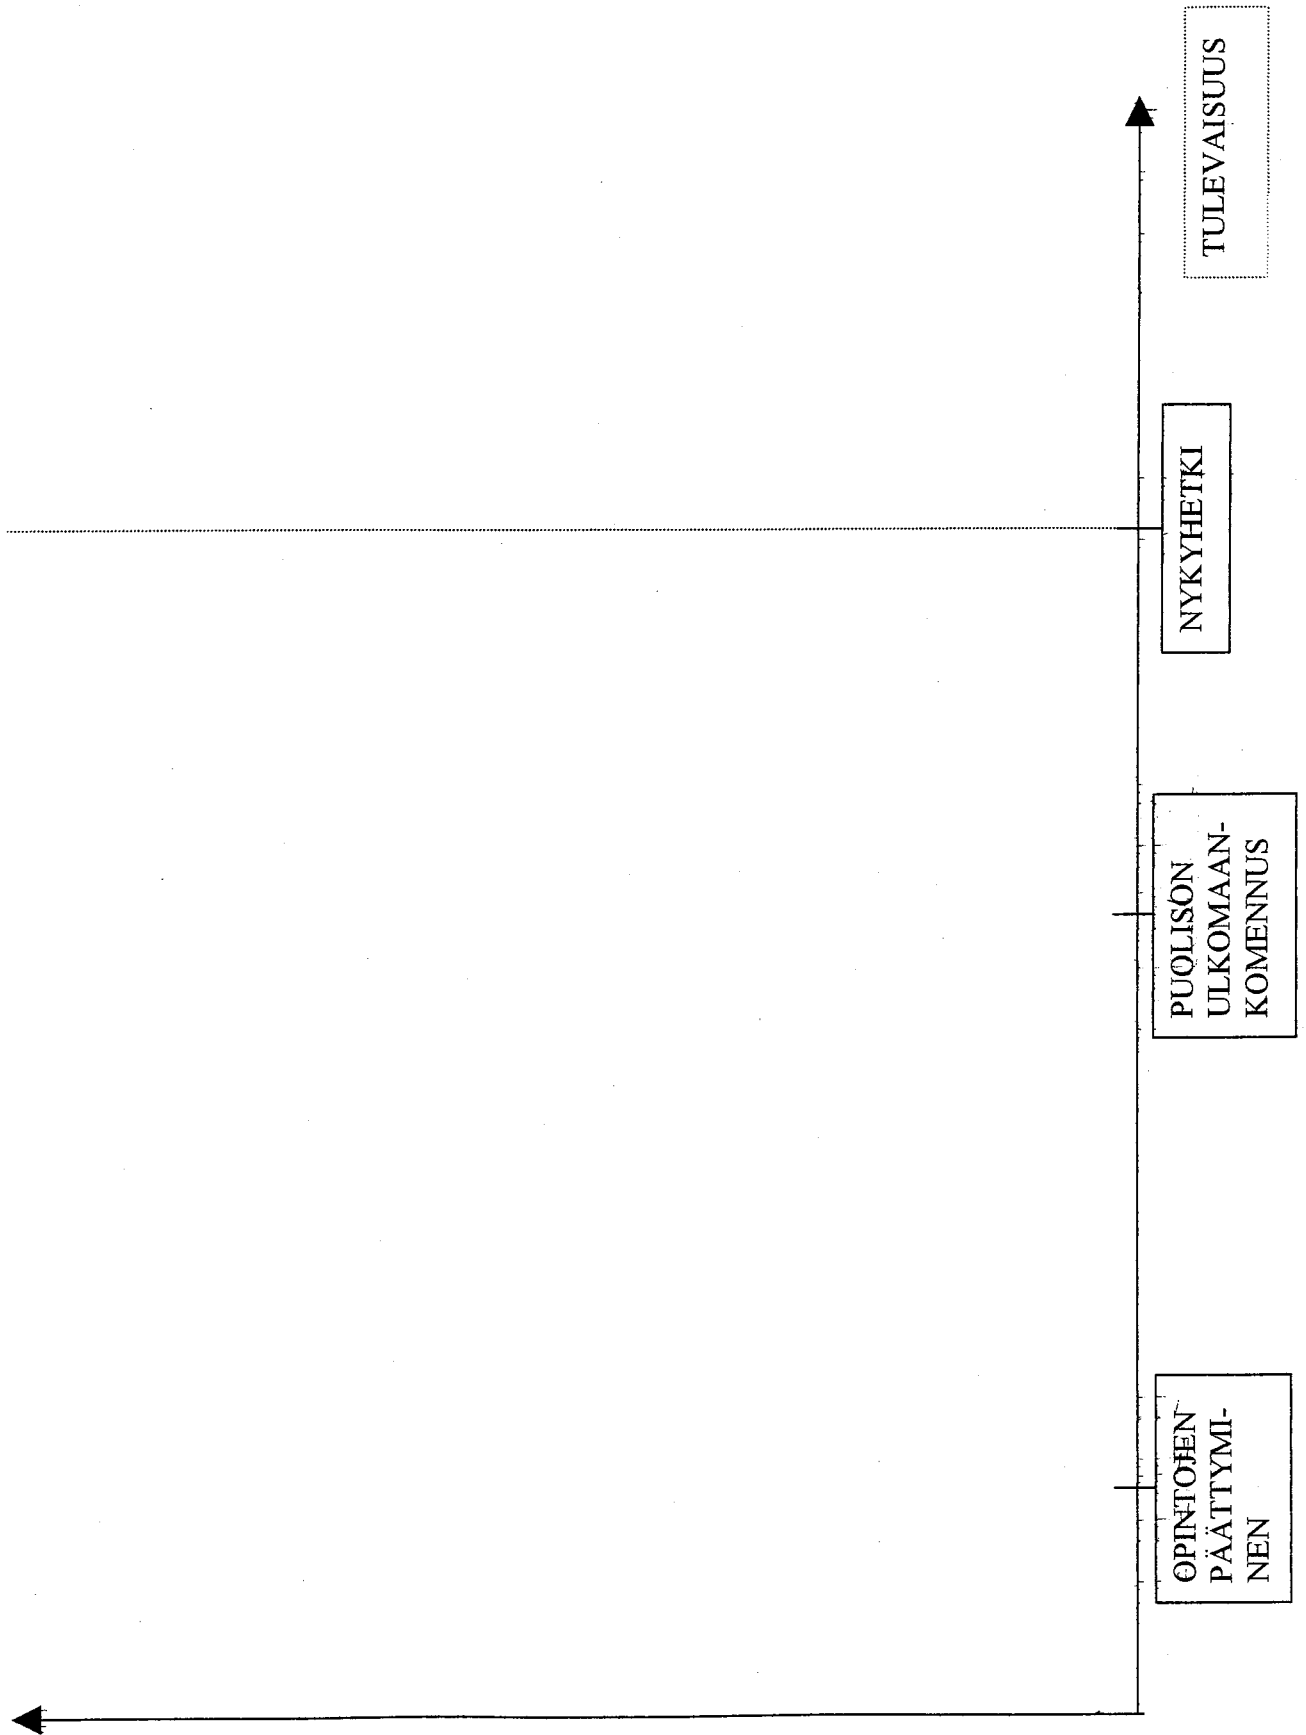 OPINTOJEN
PÄÄTTYMI-
NEN
PUOLISON
ULKOMAAN-
KOMENNUS
NYKYHETKI
TULEVAISUUS